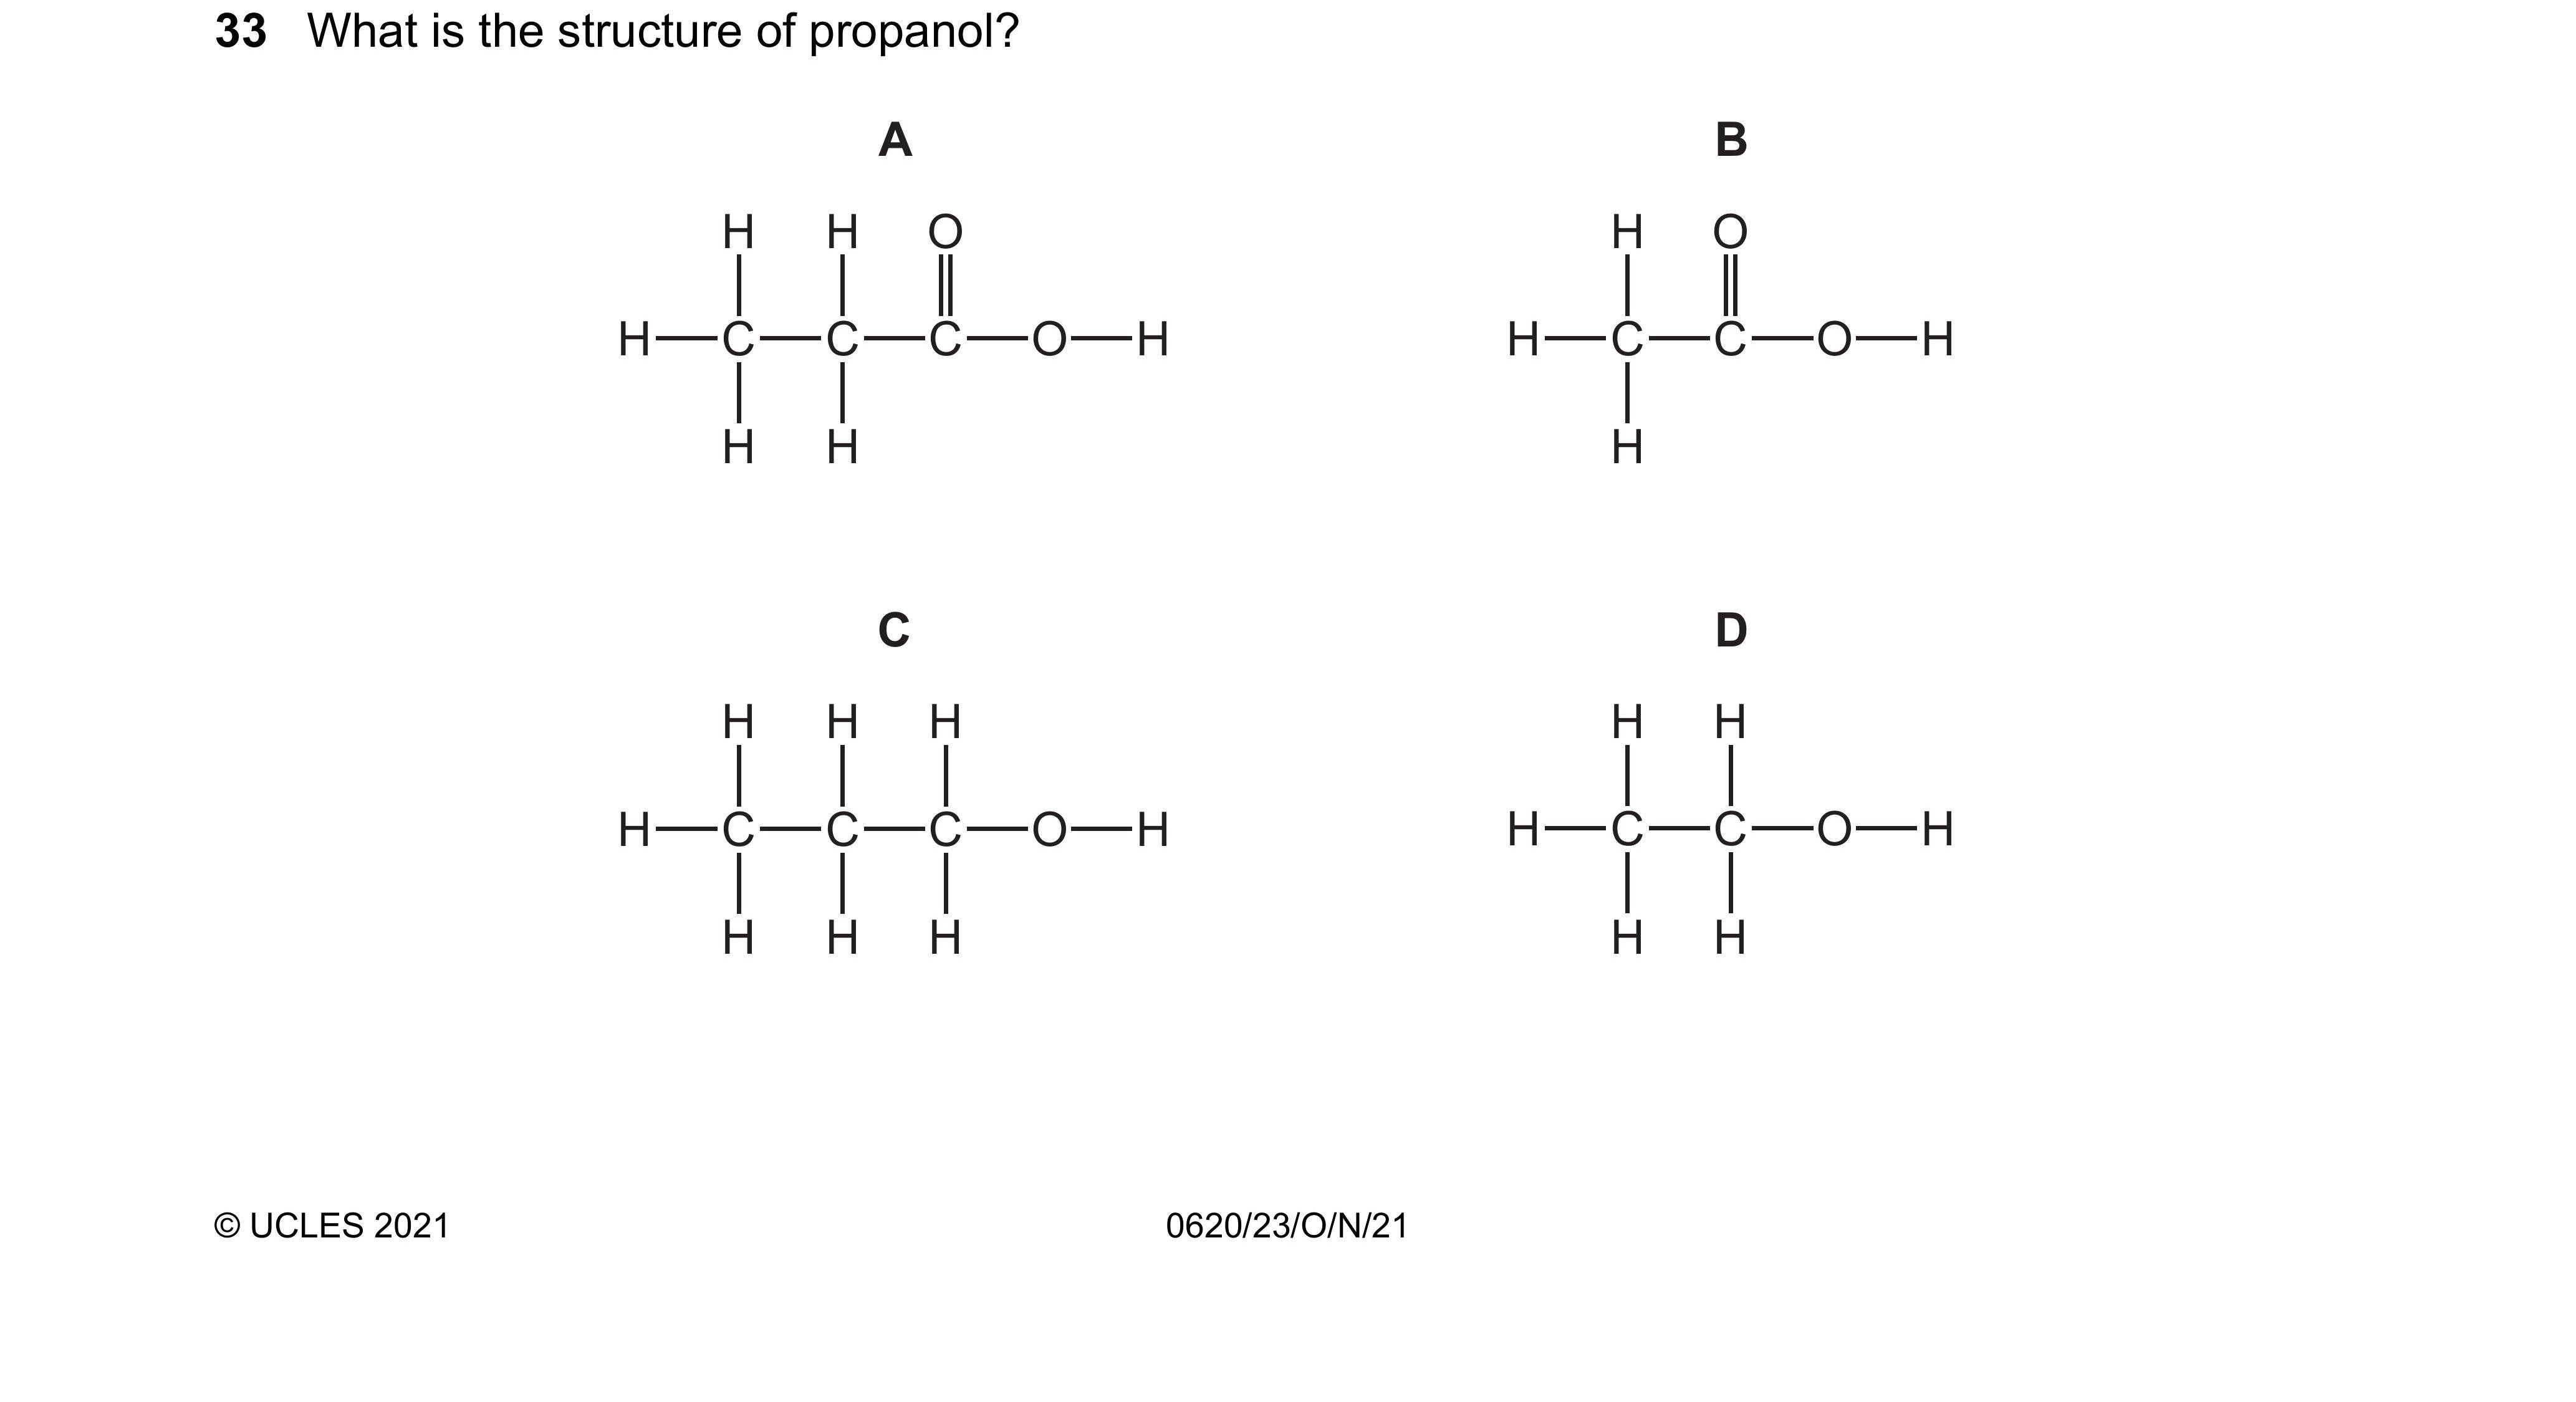 33 What is the structure of propanol?
A B
H H O H O
H C C C O H H C C O H
H H H
C D
H H H H H
H C C C O H H C C O H
H H H H H
© UCLES 2021 0620/23/O/N/21